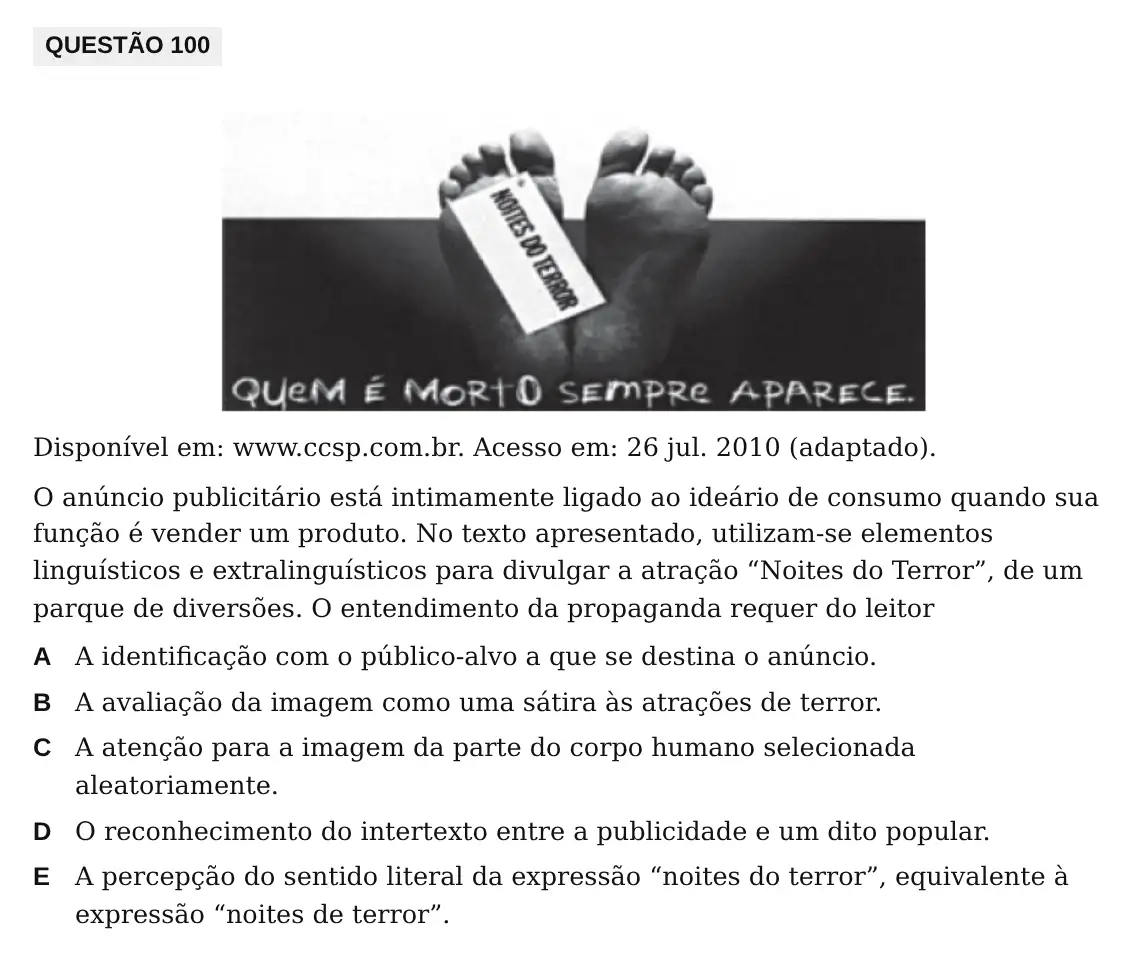 QUESTÃO 100
NOITES DO TERROR
QUEM É MORTO SEMPRE APARECE.
Disponível em: www.ccsp.com.br. Acesso em: 26 jul. 2010 (adaptado).
O anúncio publicitário está intimamente ligado ao ideário de consumo quando sua
função é vender um produto. No texto apresentado, utilizam-se elementos
linguísticos e extralinguísticos para divulgar a atração “Noites do Terror”, de um
parque de diversões. O entendimento da propaganda requer do leitor
A A identificação com o público-alvo a que se destina o anúncio.
B A avaliação da imagem como uma sátira às atrações de terror.
C A atenção para a imagem da parte do corpo humano selecionada
aleatoriamente.
D O reconhecimento do intertexto entre a publicidade e um dito popular.
E A percepção do sentido literal da expressão “noites do terror”, equivalente à
expressão “noites de terror”.